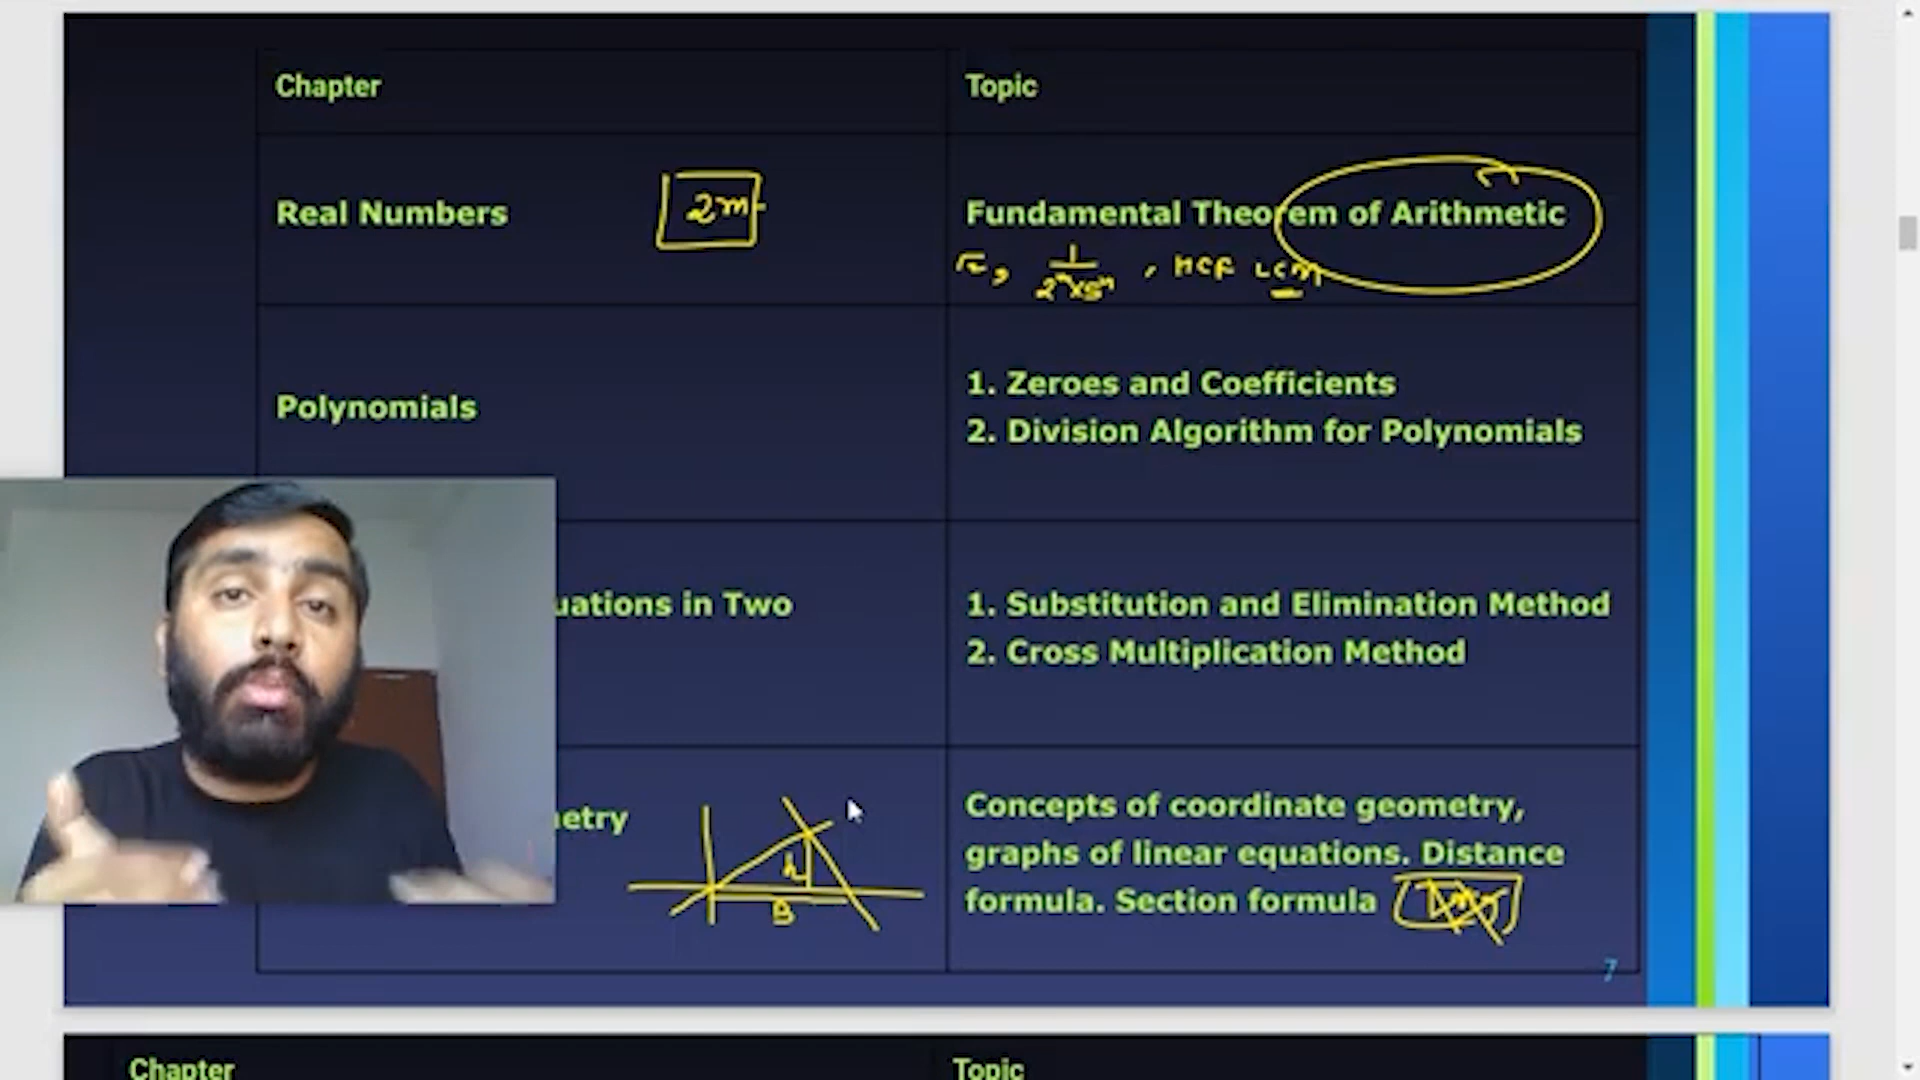 Chapter
Topic
Real Numbers
2m
Fundamental Theorem of Arithmetic
, HCF LCM
Polynomials
1. Zeroes and Coefficients
2. Division Algorithm for Polynomials
uations in Two
1. Substitution and Elimination Method
2. Cross Multiplication Method
etry
h
B
Concepts of coordinate geometry,
graphs of linear equations. Distance
formula. Section formula
7
Chapter
Topic